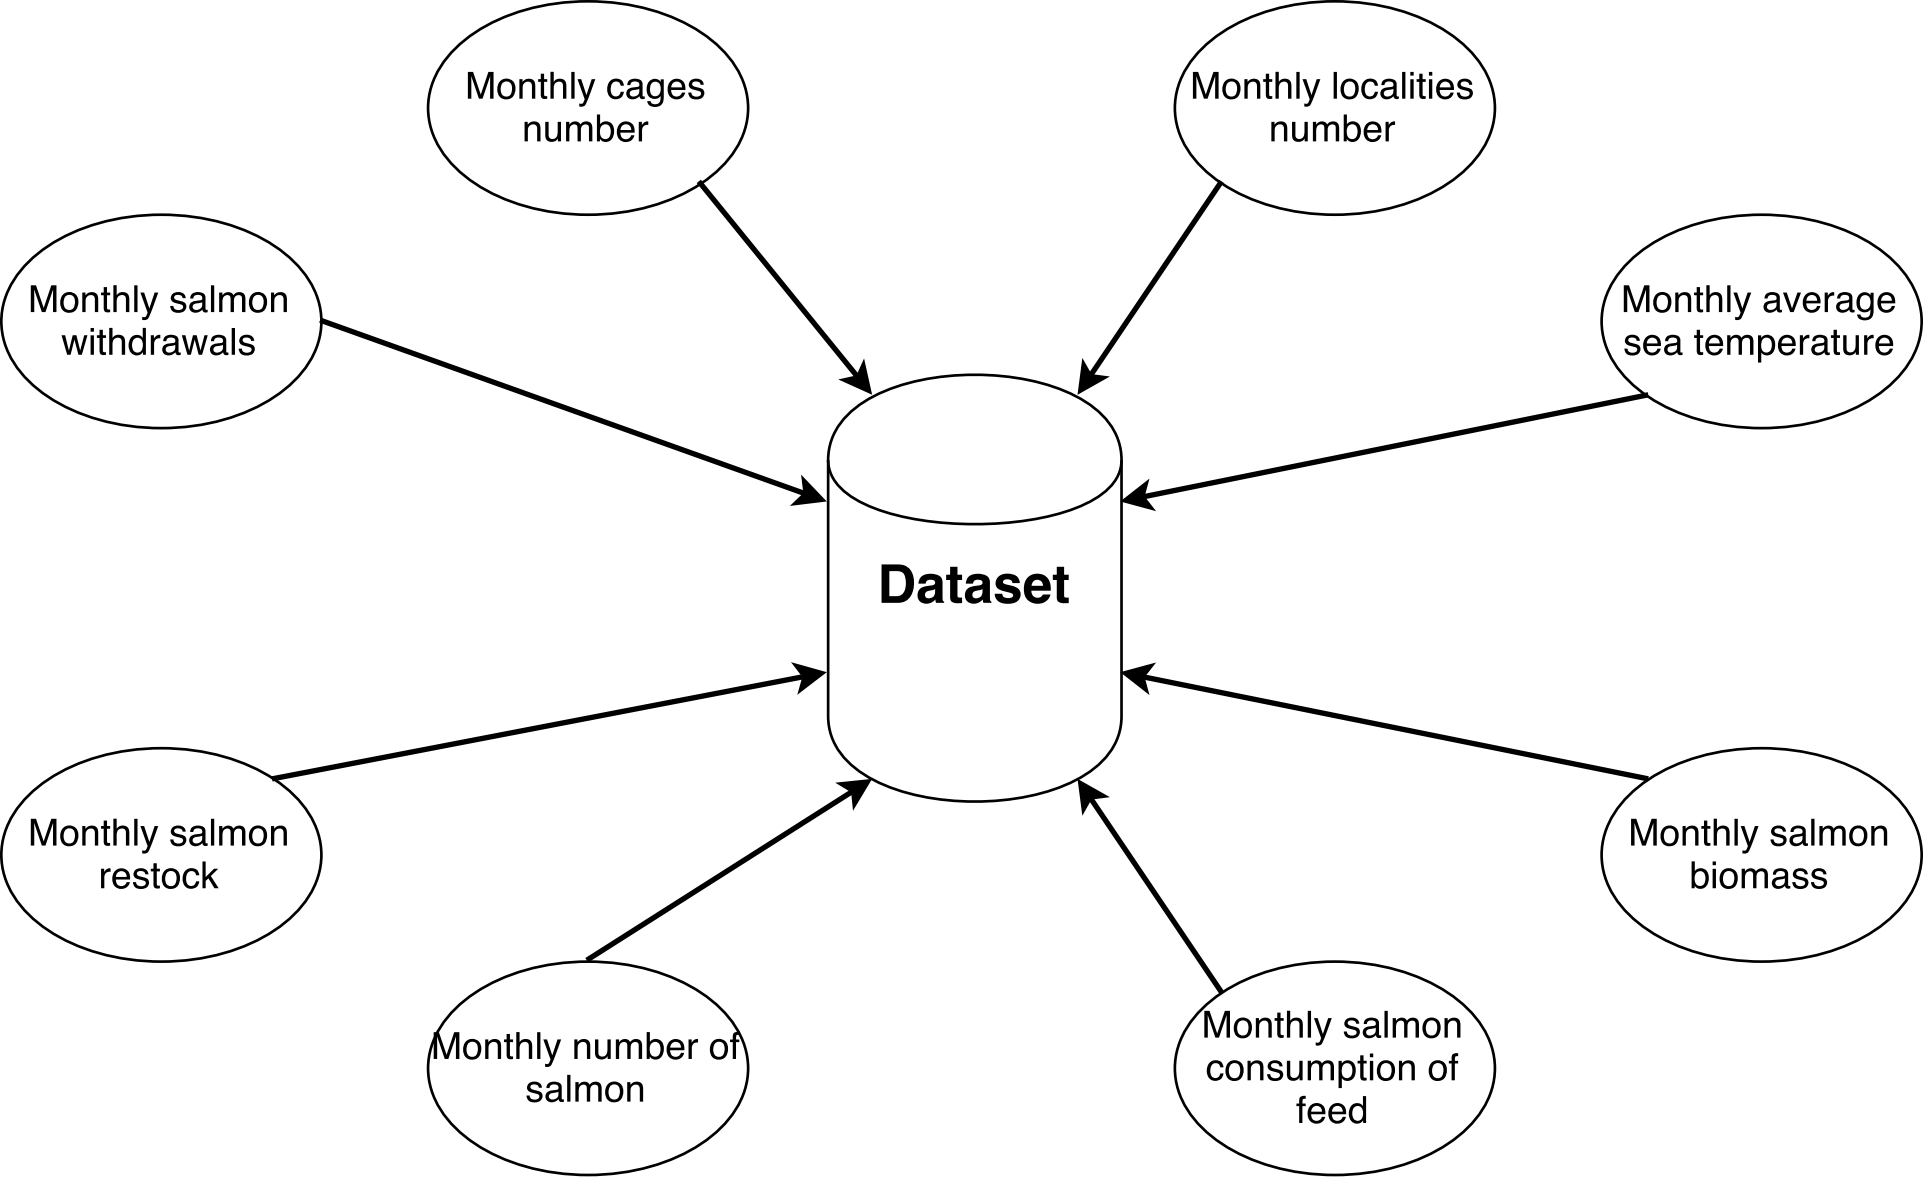 Monthly cages
number
Monthly localities
number
Monthly salmon
withdrawals
Monthly average
sea temperature
Dataset
Monthly salmon
restock
Monthly salmon
biomass
Monthly number of
salmon
Monthly salmon
consumption of
feed